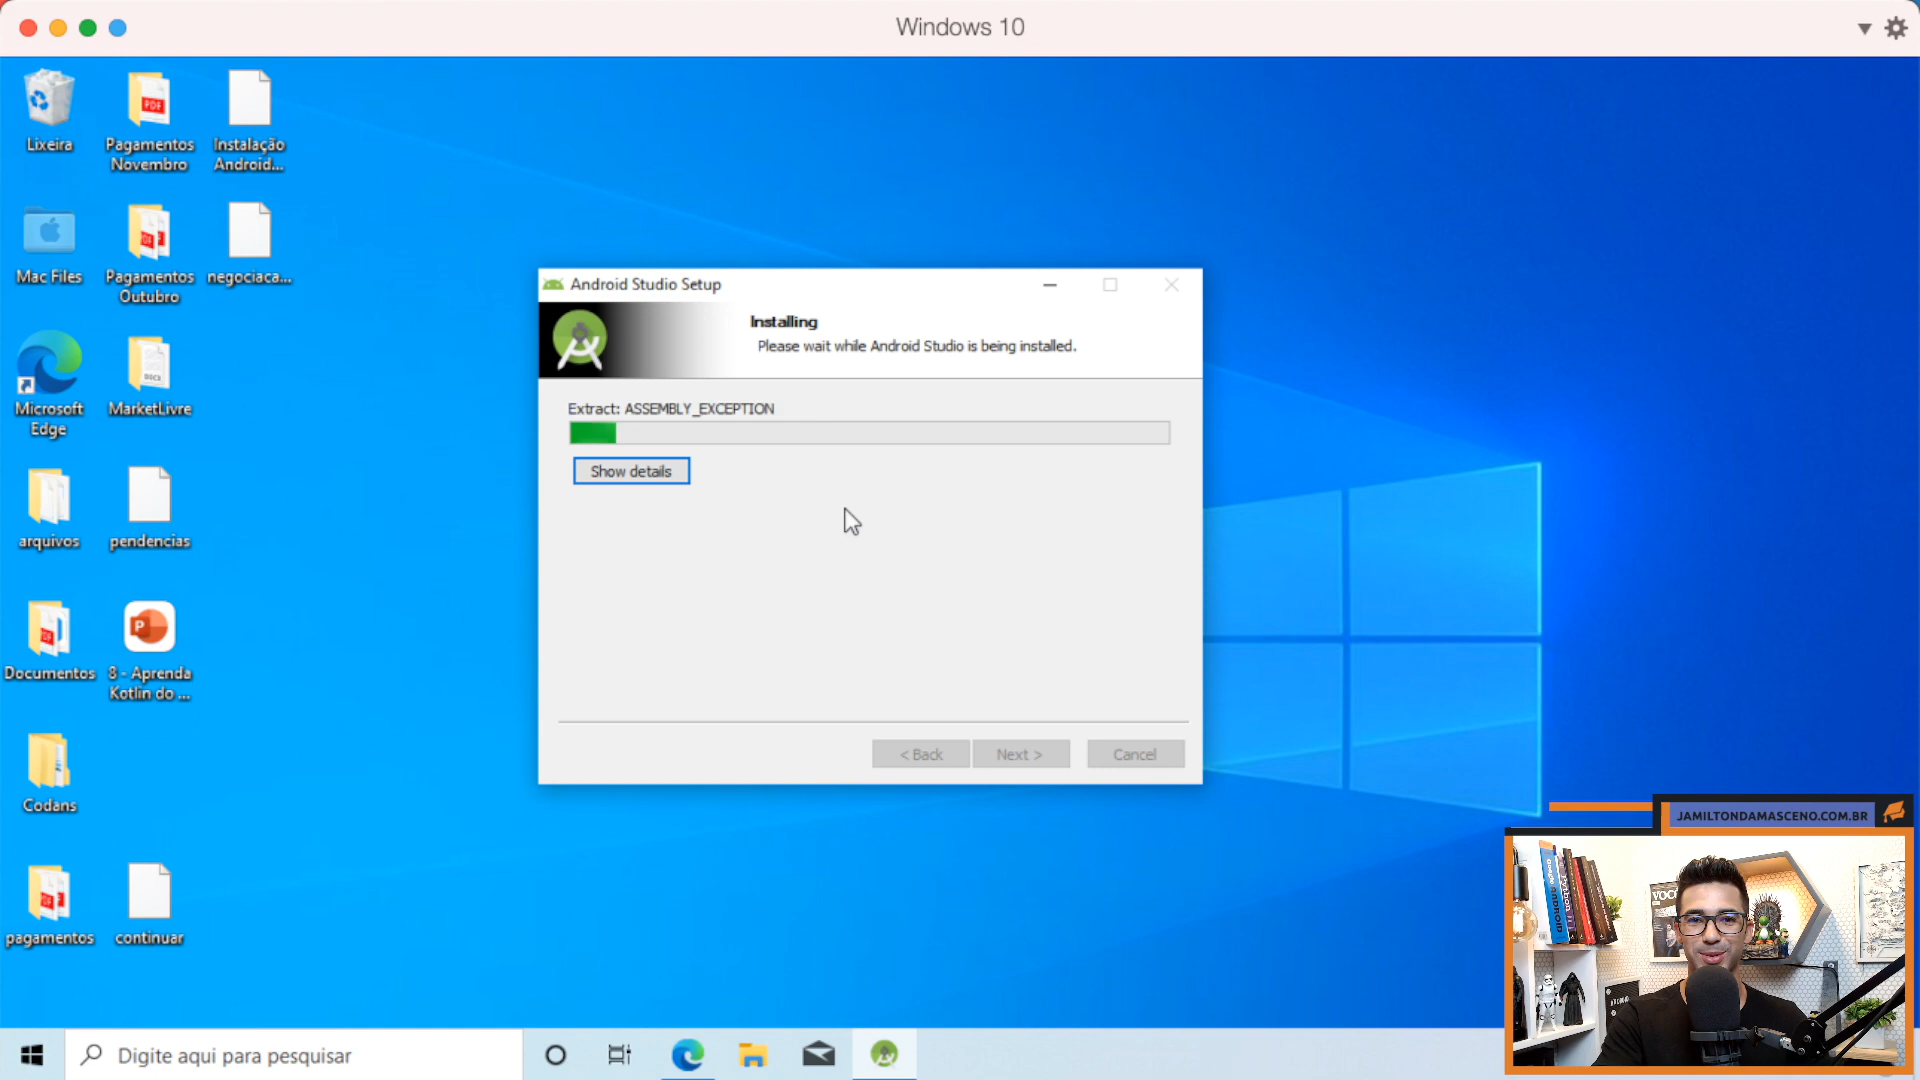 Windows 10
Lixeira
Pagamentos
Novembro
Instalação
Android...
Mac Files
Pagamentos
Outubro
negociaca...
Microsoft
Edge
MarketLivre
arquivos
pendencias
Documentos
8 - Aprenda
Kotlin do ...
Codans
pagamentos
continuar
Android Studio Setup
Installing
Please wait while Android Studio is being installed.
Extract: ASSEMBLY_EXCEPTION
Show details
< Back
Next >
Cancel
JAMILTONDAMASCENO.COM.BR
Digite aqui para pesquisar
PDF
DOCX